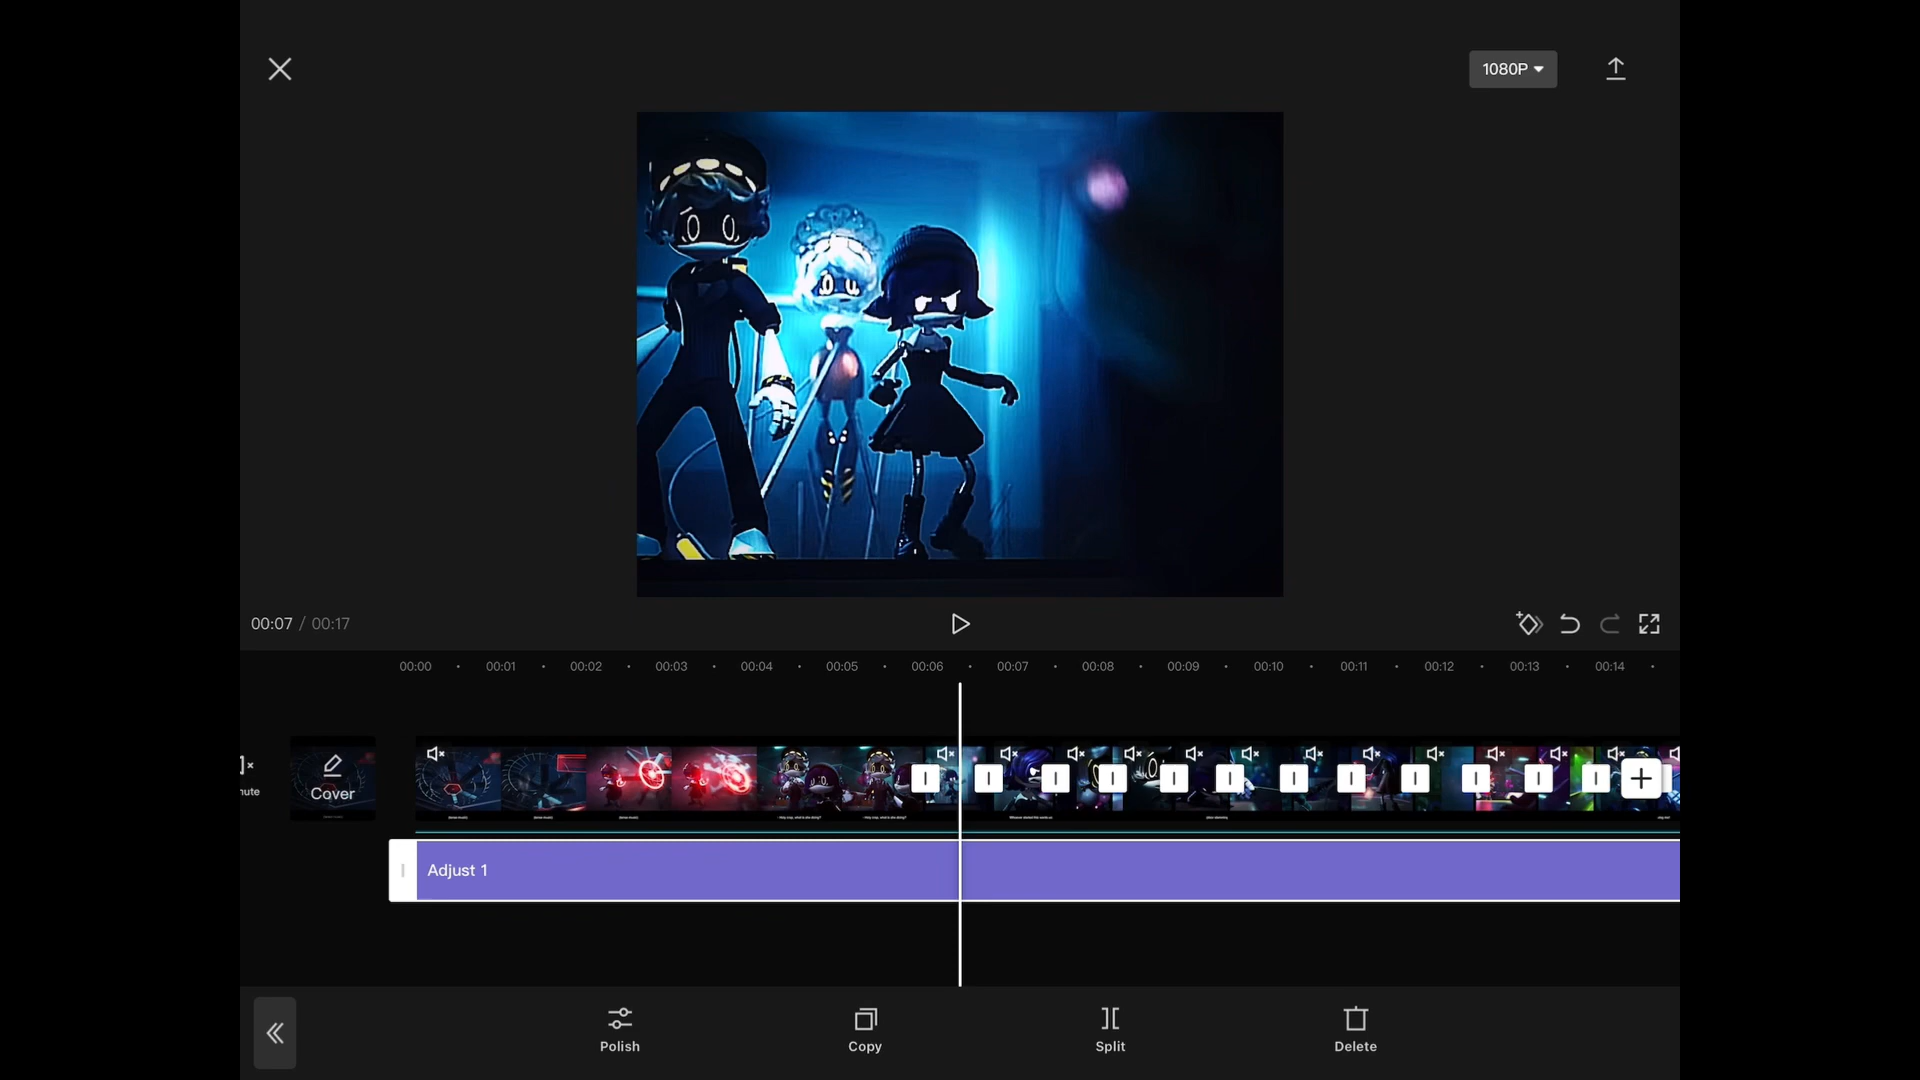 1080P
00:07 / 00:17
00:00 00:01 00:02 00:03 00:04 00:05 00:06 00:07 00:08 00:09 00:10 00:11 00:12 00:13 00:14
Cover
Adjust 1
Polish Copy Split Delete